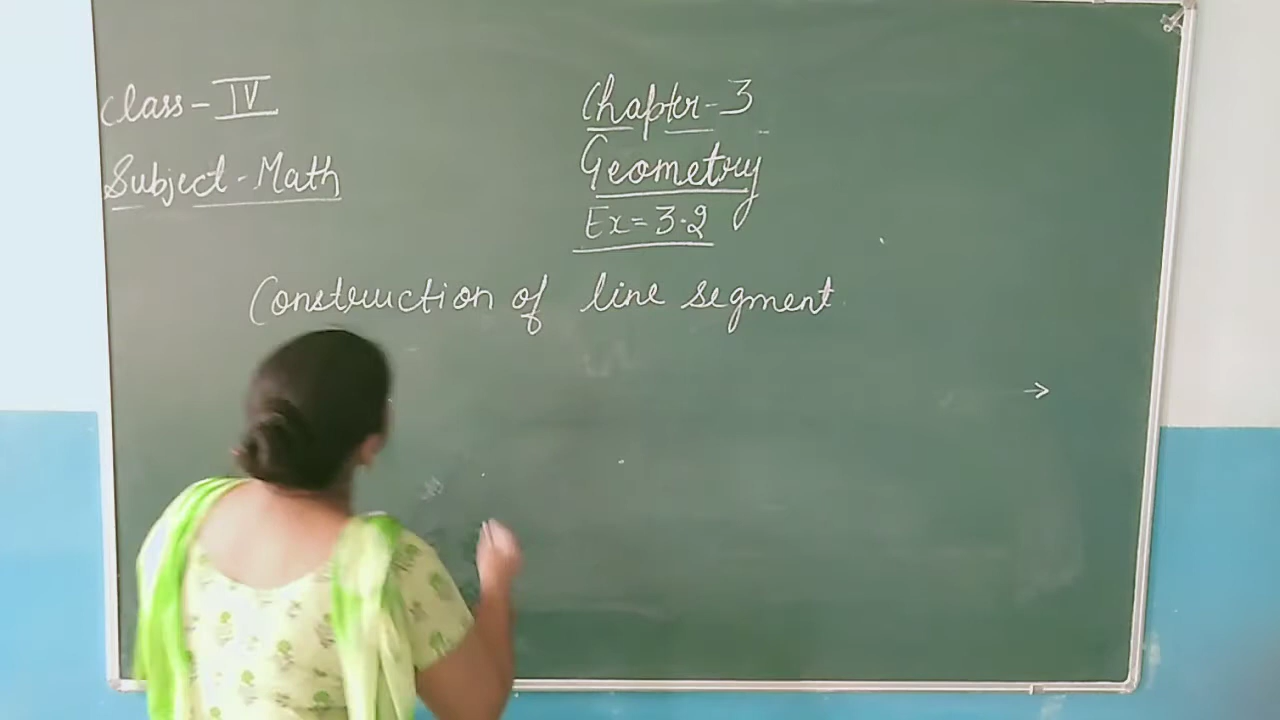 Class - IV
Subject - Math
Chapter - 3
Geometry
Ex = 3.2
Construction of line segment